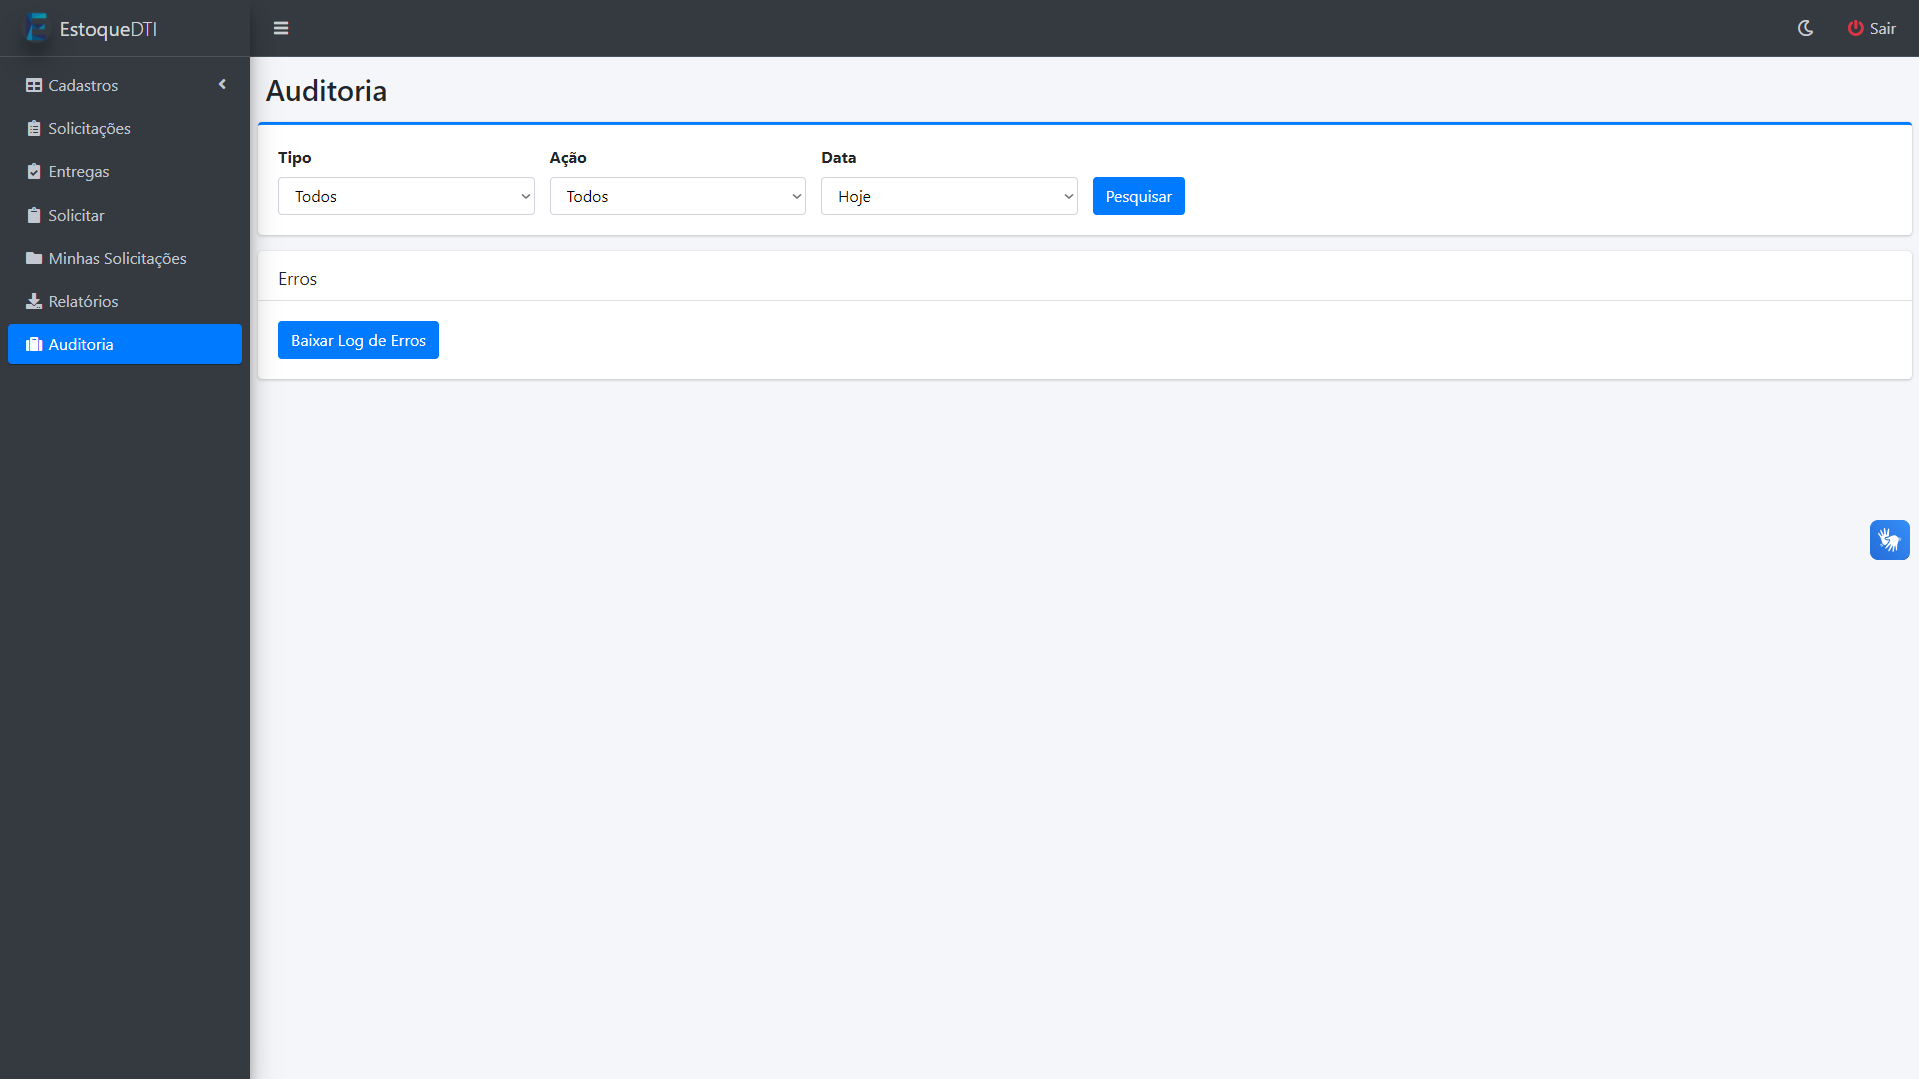 EstoqueDTI
Sair
Cadastros
Solicitações
Entregas
Solicitar
Minhas Solicitações
Relatórios
Auditoria
Auditoria
Tipo
Todos
Ação
Todos
Data
Hoje
Pesquisar
Erros
Baixar Log de Erros